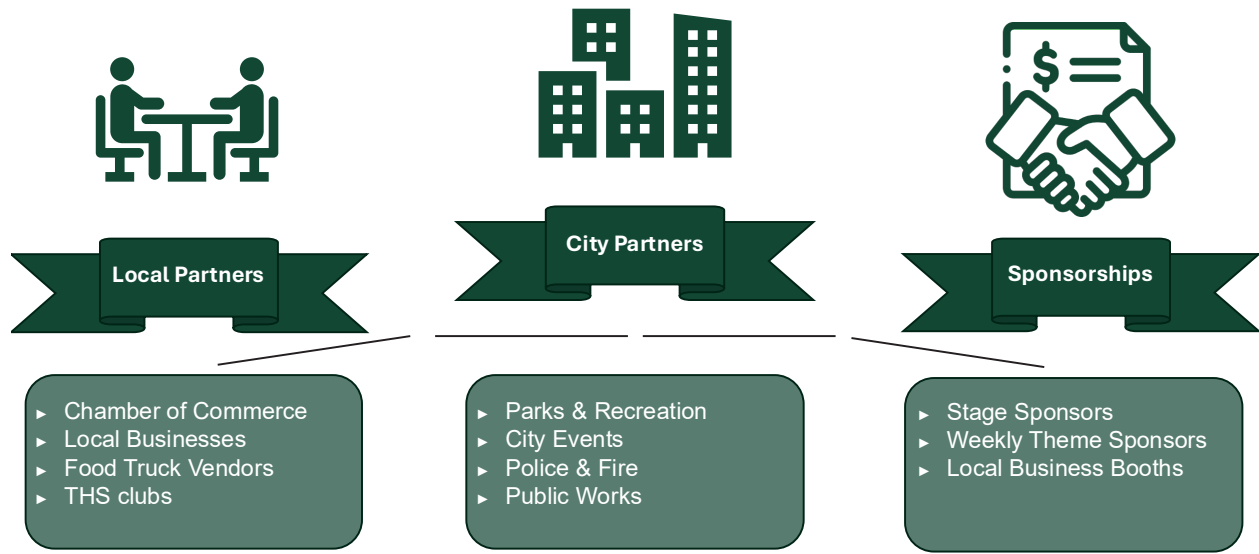 Local Partners
City Partners
Sponsorships
$
► Chamber of Commerce
► Local Businesses
► Food Truck Vendors
► THS clubs
► Parks & Recreation
► City Events
► Police & Fire
► Public Works
► Stage Sponsors
► Weekly Theme Sponsors
► Local Business Booths